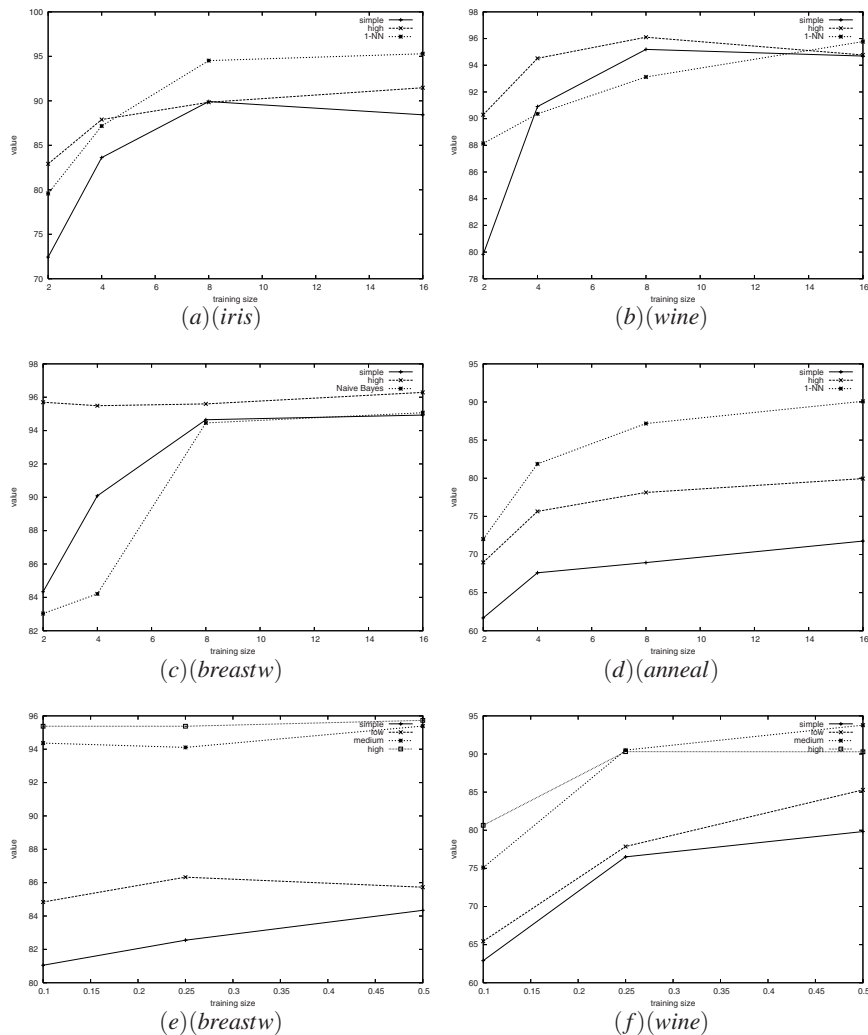 simple
high
1-NN
100
95
90
85
80
75
70
value
2 4 6 8 10 12 14 16
training size
(a)(iris)
simple
high
1-NN
98
96
94
92
90
88
86
84
82
80
78
value
2 4 6 8 10 12 14 16
training size
(b)(wine)
simple
high
Naive Bayes
98
96
94
92
90
88
86
84
82
value
2 4 6 8 10 12 14 16
training size
(c)(breastw)
simple
high
1-NN
95
90
85
80
75
70
65
60
value
2 4 6 8 10 12 14 16
training size
(d)(anneal)
simple
low
medium
high
96
94
92
90
88
86
84
82
80
value
0.1 0.15 0.2 0.25 0.3 0.35 0.4 0.45 0.5
training size
(e)(breastw)
simple
low
medium
high
95
90
85
80
75
70
65
60
value
0.1 0.15 0.2 0.25 0.3 0.35 0.4 0.45 0.5
training size
(f)(wine)